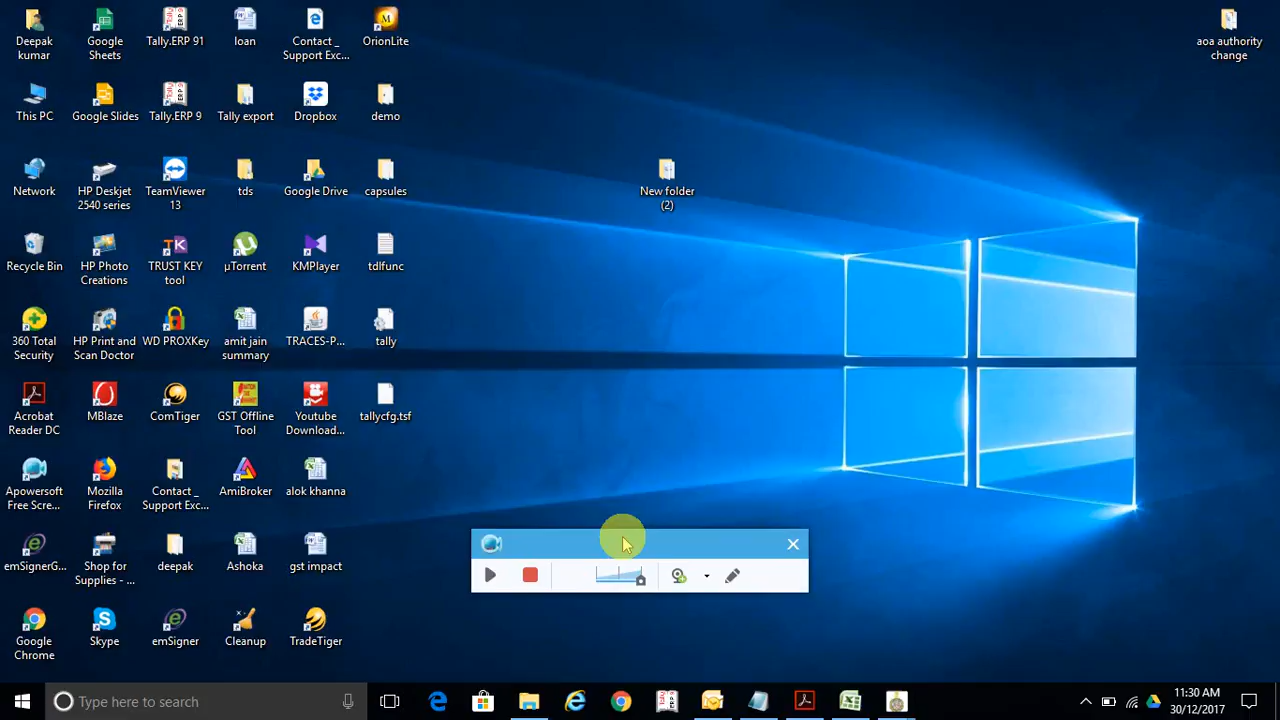 Deepak
kumar
Google
Sheets
Tally.ERP 91
loan
Contact _
Support Exc...
OrionLite
aoa authority
change
This PC
Google Slides
Tally.ERP 9
Tally export
Dropbox
demo
Network
HP Deskjet
2540 series
TeamViewer
13
tds
Google Drive
capsules
New folder
(2)
Recycle Bin
HP Photo
Creations
TRUST KEY
tool
µTorrent
KMPlayer
tdlfunc
360 Total
Security
HP Print and
Scan Doctor
WD PROXKey
amit jain
summary
TRACES-P...
tally
Acrobat
Reader DC
MBlaze
ComTiger
GST Offline
Tool
Youtube
Download...
tallycfg.tsf
Apowersoft
Free Scre...
Mozilla
Firefox
Contact _
Support Exc...
AmiBroker
alok khanna
emSignerG...
Shop for
Supplies - ...
deepak
Ashoka
gst impact
Google
Chrome
Skype
emSigner
Cleanup
TradeTiger
Type here to search
11:30 AM
30/12/2017